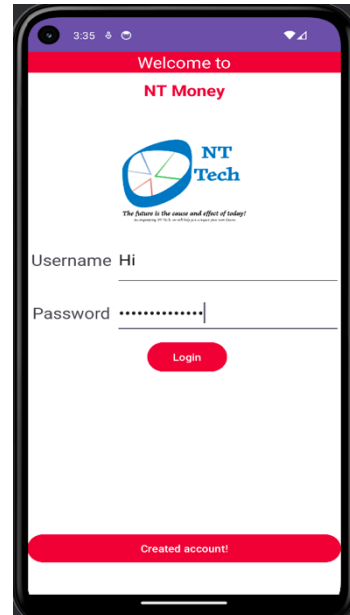 3:35
Welcome to
NT Money
NT
Tech
The future is the cause and effect of today!
Username Hi
Password ••••••••••••••
Login
Created account!